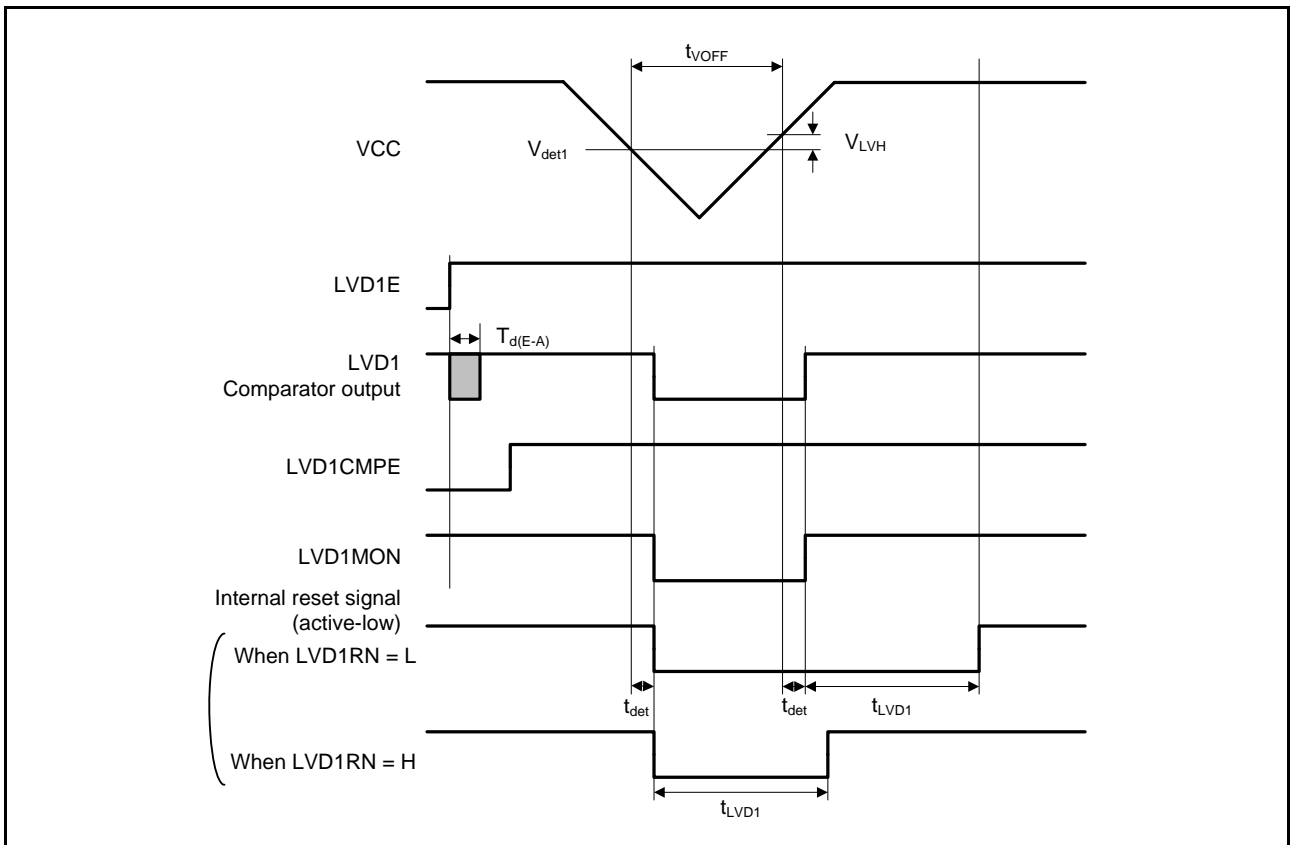 tVOFF
VCC
Vdet1
VLVH
LVD1E
Td(E-A)
LVD1
Comparator output
LVD1CMPE
LVD1MON
Internal reset signal
(active-low)
When LVD1RN = L
tdet
tdet
tLVD1
When LVD1RN = H
tLVD1